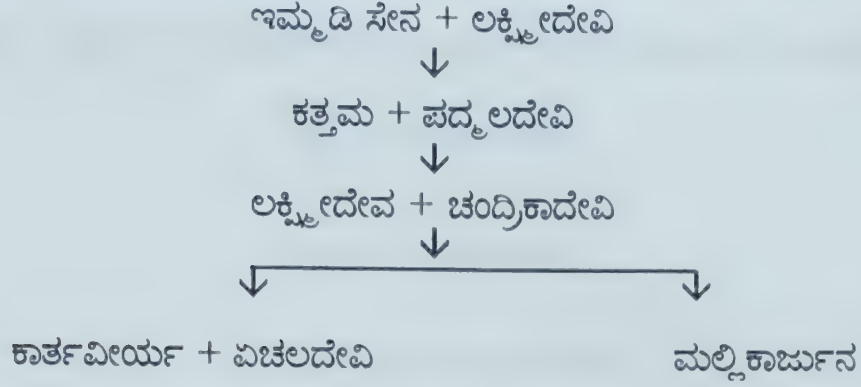 ಇಮ್ಮಡಿ ಸೇನ + ಲಕ್ಷ್ಮೀದೇವಿ
ಕತ್ತಮ + ಪದ್ಮಲದೇವಿ
ಲಕ್ಷ್ಮೀದೇವ + ಚಂದ್ರಿಕಾದೇವಿ
ಕಾರ್ತವೀರ್ಯ + ಏಚಲದೇವಿ ಮಲ್ಲಿಕಾರ್ಜುನ